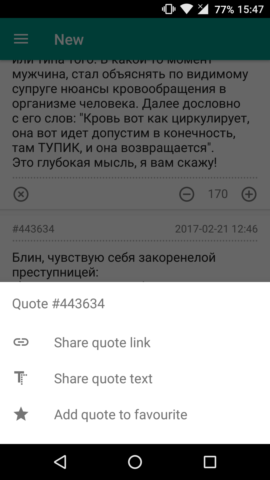 77% 15:47
New
или типа того. В какой то момент
мужчина, стал объяснять по видимому
супруге нюансы кровообращения в
организме человека. Далее дословно
с его слов: "Кровь вот как циркулирует,
она вот идет допустим в конечность,
там ТУПИК, и она возвращается".
Это глубокая мысль, я вам скажу!
170
#443634 2017-02-21 12:46
Блин, чувствую себя закоренелой
преступницей:
Quote #443634
Share quote link
Share quote text
Add quote to favourite